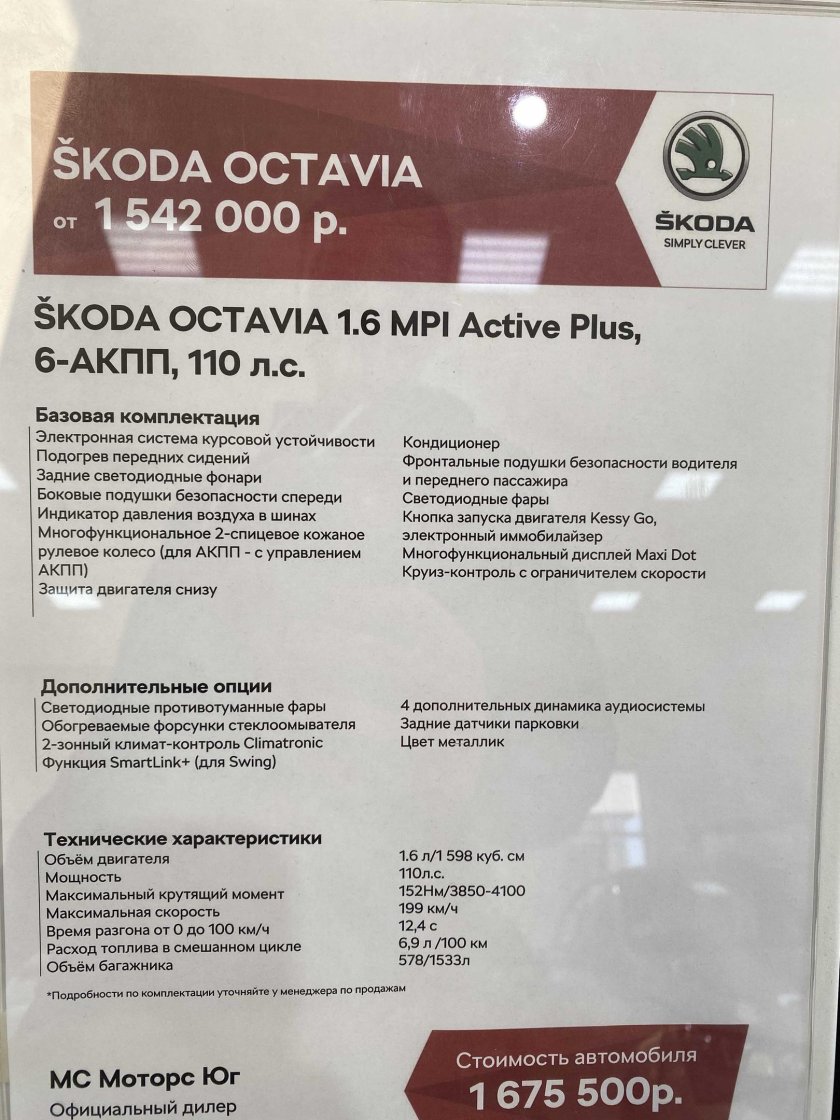 ŠKODA OCTAVIA
от 1 542 000 р.
ŠKODA
SIMPLY CLEVER
ŠKODA OCTAVIA 1.6 MPI Active Plus,
6-АКПП, 110 л.с.
Базовая комплектация
Электронная система курсовой устойчивости
Подогрев передних сидений
Задние светодиодные фонари
Боковые подушки безопасности спереди
Индикатор давления воздуха в шинах
Многофункциональное 2-спицевое кожаное
рулевое колесо (для АКПП - с управлением
АКПП)
Защита двигателя снизу
Кондиционер
Фронтальные подушки безопасности водителя
и переднего пассажира
Светодиодные фары
Кнопка запуска двигателя Kessy Go,
электронный иммобилайзер
Многофункциональный дисплей Maxi Dot
Круиз-контроль с ограничителем скорости
Дополнительные опции
Светодиодные противотуманные фары
Обогреваемые форсунки стеклоомывателя
2-зонный климат-контроль Climatronic
Функция SmartLink+ (для Swing)
4 дополнительных динамика аудиосистемы
Задние датчики парковки
Цвет металлик
Технические характеристики
Объём двигателя 1.6 л/1 598 куб. см
Мощность 110л.с.
Максимальный крутящий момент 152Нм/3850-4100
Максимальная скорость 199 км/ч
Время разгона от 0 до 100 км/ч 12,4 с
Расход топлива в смешанном цикле 6,9 л /100 км
Объём багажника 578/1533л
*Подробности по комплектации уточняйте у менеджера по продажам
МС Моторс Юг
Официальный дилер
Стоимость автомобиля
1 675 500р.